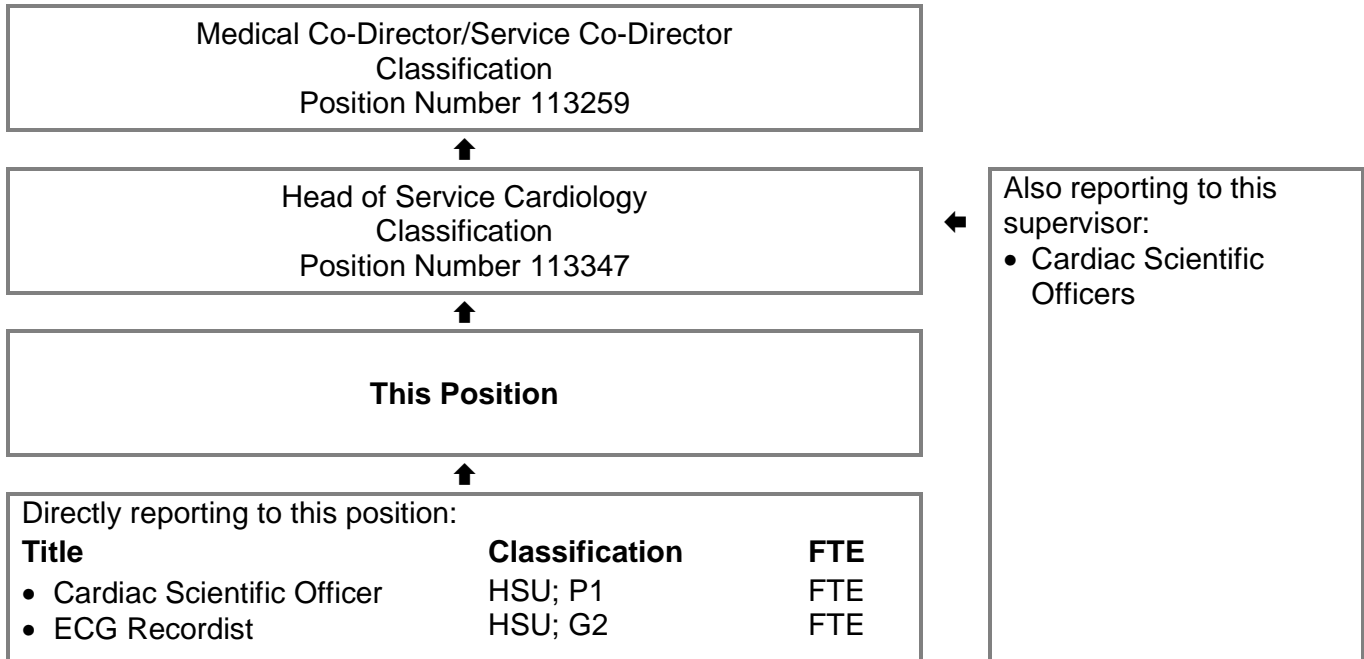 Medical Co-Director/Service Co-Director
Classification
Position Number 113259
Head of Service Cardiology
Classification
Position Number 113347
Also reporting to this
supervisor:
• Cardiac Scientific
Officers
This Position
Directly reporting to this position:
Title Classification FTE
• Cardiac Scientific Officer HSU; P1 FTE
• ECG Recordist HSU; G2 FTE